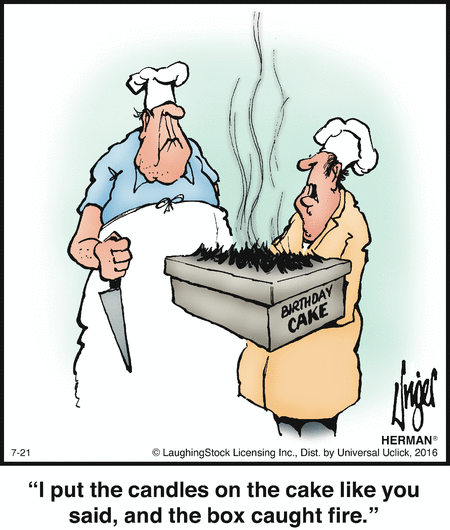 BIRTHDAY
CAKE
Unger
HERMAN®
7-21
© LaughingStock Licensing Inc., Dist. by Universal Uclick, 2016
“I put the candles on the cake like you
said, and the box caught fire.”